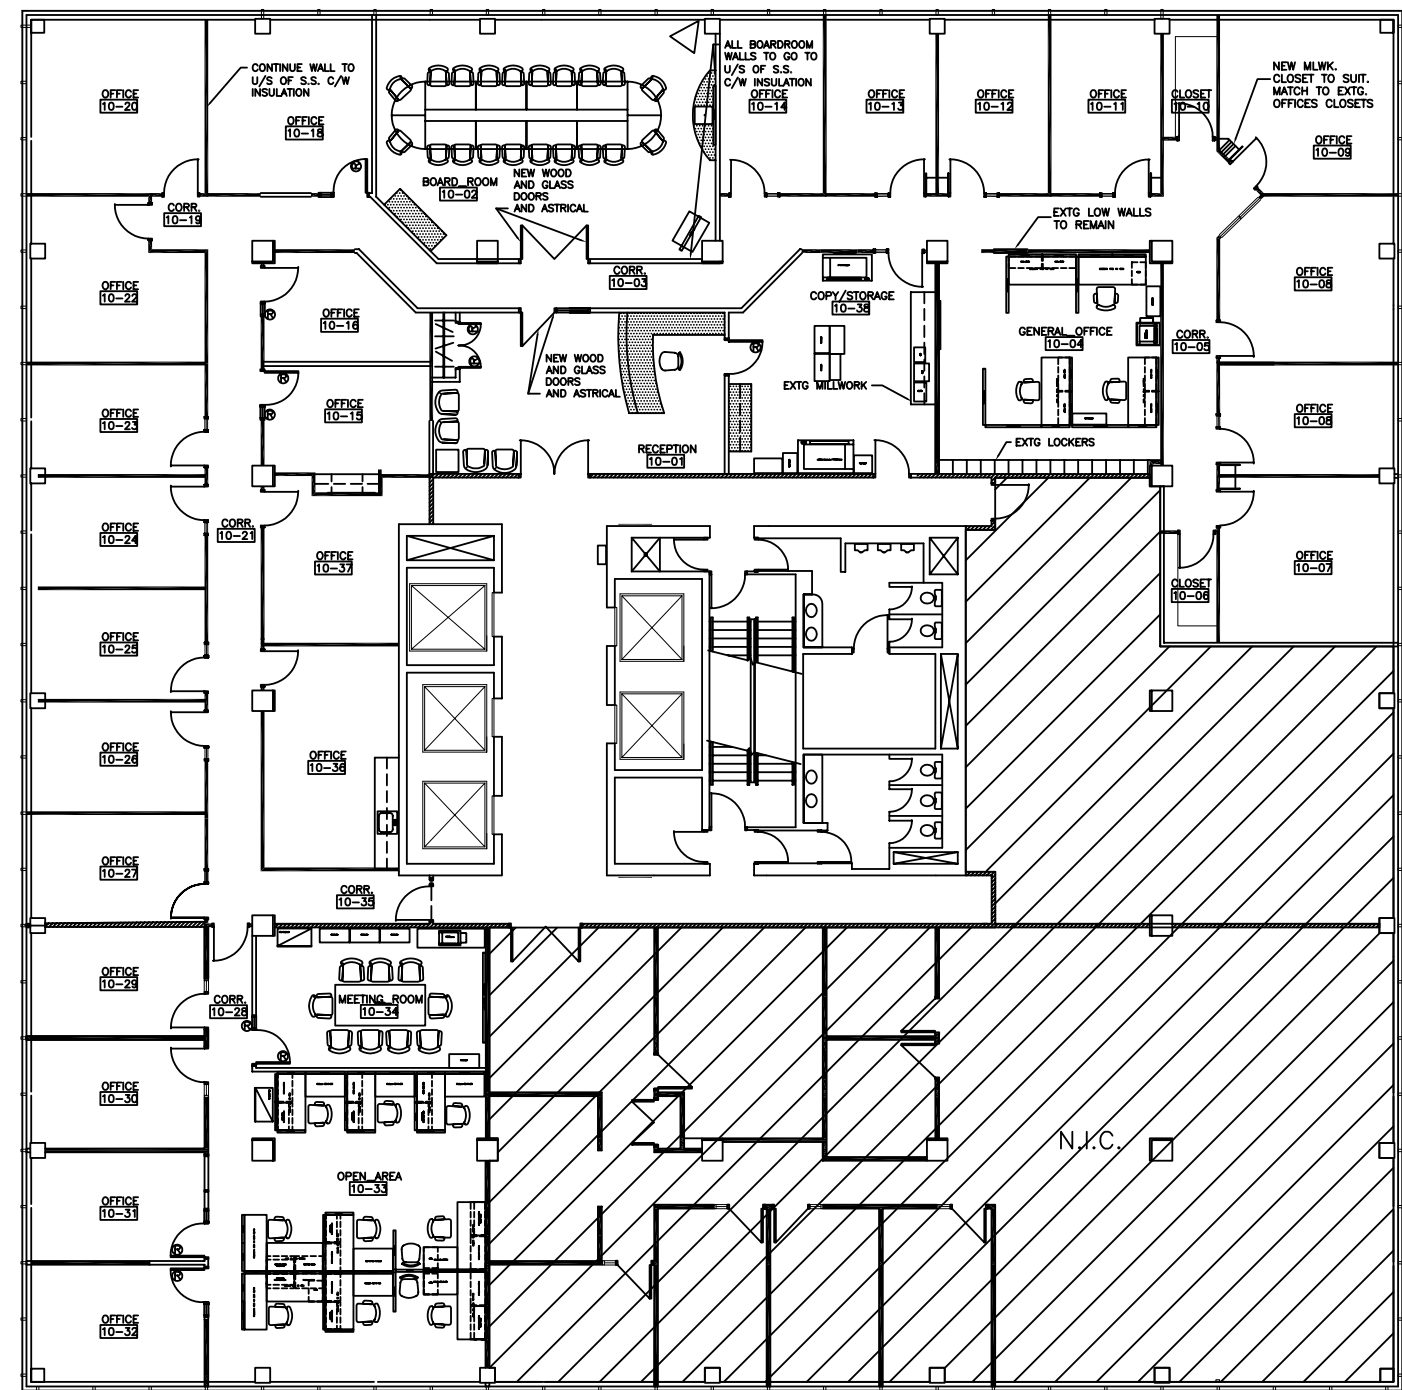 CONTINUE WALL TO
U/S OF S.S. C/W
INSULATION
OFFICE
10-20
OFFICE
10-18
BOARD_ROOM
10-02
NEW WOOD
AND GLASS
DOORS
AND ASTRICAL
ALL BOARDROOM
WALLS TO GO TO
U/S OF S.S.
C/W INSULATION
OFFICE
10-14
OFFICE
10-13
OFFICE
10-12
OFFICE
10-11
CLOSET
10-10
NEW MLWK.
CLOSET TO SUIT.
MATCH TO EXTG.
OFFICES CLOSETS
OFFICE
10-09
CORR.
10-19
EXTG LOW WALLS
TO REMAIN
CORR.
10-03
OFFICE
10-22
OFFICE
10-16
COPY/STORAGE
10-38
GENERAL_OFFICE
10-04
CORR.
10-05
OFFICE
10-08
NEW WOOD
AND GLASS
DOORS
AND ASTRICAL
EXTG MILLWORK
OFFICE
10-23
OFFICE
10-15
OFFICE
10-08
RECEPTION
10-01
EXTG LOCKERS
OFFICE
10-24
CORR.
10-21
OFFICE
10-37
OFFICE
10-07
CLOSET
10-06
OFFICE
10-25
OFFICE
10-26
OFFICE
10-36
OFFICE
10-27
CORR.
10-35
OFFICE
10-29
CORR.
10-28
MEETING_ROOM
10-34
OFFICE
10-30
N.I.C.
OPEN_AREA
10-33
OFFICE
10-31
OFFICE
10-32